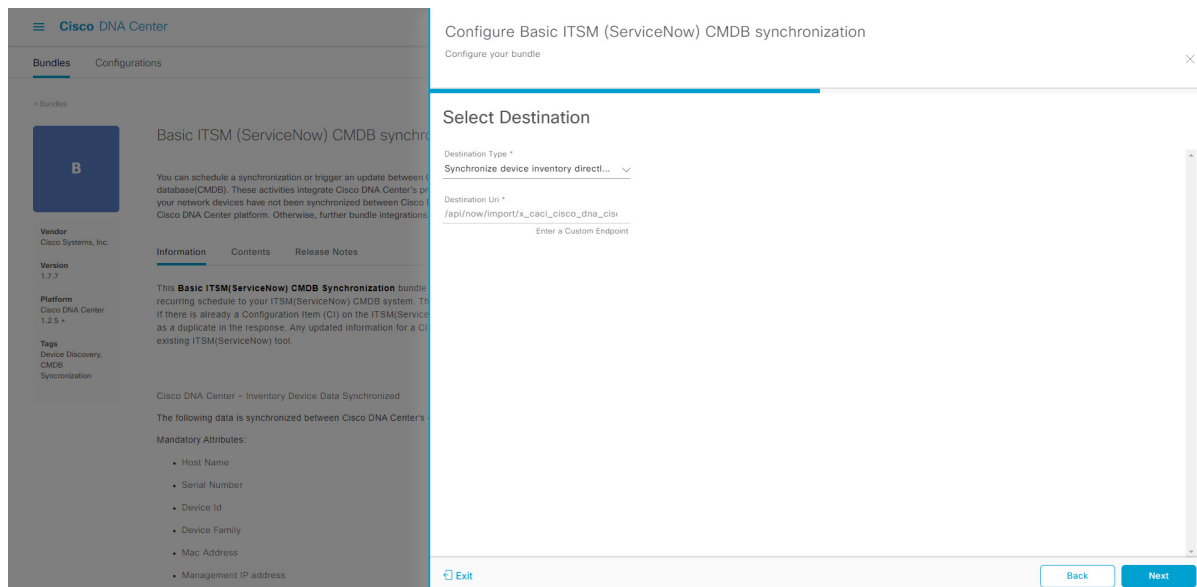 Cisco DNA Center
Bundles Configurations
< Bundles
B
Vendor
Cisco Systems, Inc.
Version
1.7.7
Platform
Cisco DNA Center
1.2.5 +
Tags
Device Discovery,
CMDB
Syncronization
Basic ITSM (ServiceNow) CMDB synchro
You can schedule a synchronization or trigger an update between
database(CMDB). These activities integrate Cisco DNA Center's pr
your network devices have not been synchronized between Cisco
Cisco DNA Center platform. Otherwise, further bundle integrations
Information Contents Release Notes
This Basic ITSM(ServiceNow) CMDB Synchronization bundle
recurring schedule to your ITSM(ServiceNow) CMDB system. Th
If there is already a Configuration Item (CI) on the ITSM(Service
as a duplicate in the response. Any updated information for a CI
existing ITSM(ServiceNow) tool.
Cisco DNA Center - Inventory Device Data Synchronized
The following data is synchronized between Cisco DNA Center's
Mandatory Attributes:
• Host Name
• Serial Number
• Device Id
• Device Family
• Mac Address
• Management IP address
Configure Basic ITSM (ServiceNow) CMDB synchronization
Configure your bundle
Select Destination
Destination Type *
Synchronize device inventory directl...
Destination Uri *
/api/now/import/x_caci_cisco_dna_cis
Enter a Custom Endpoint
Exit
Back
Next